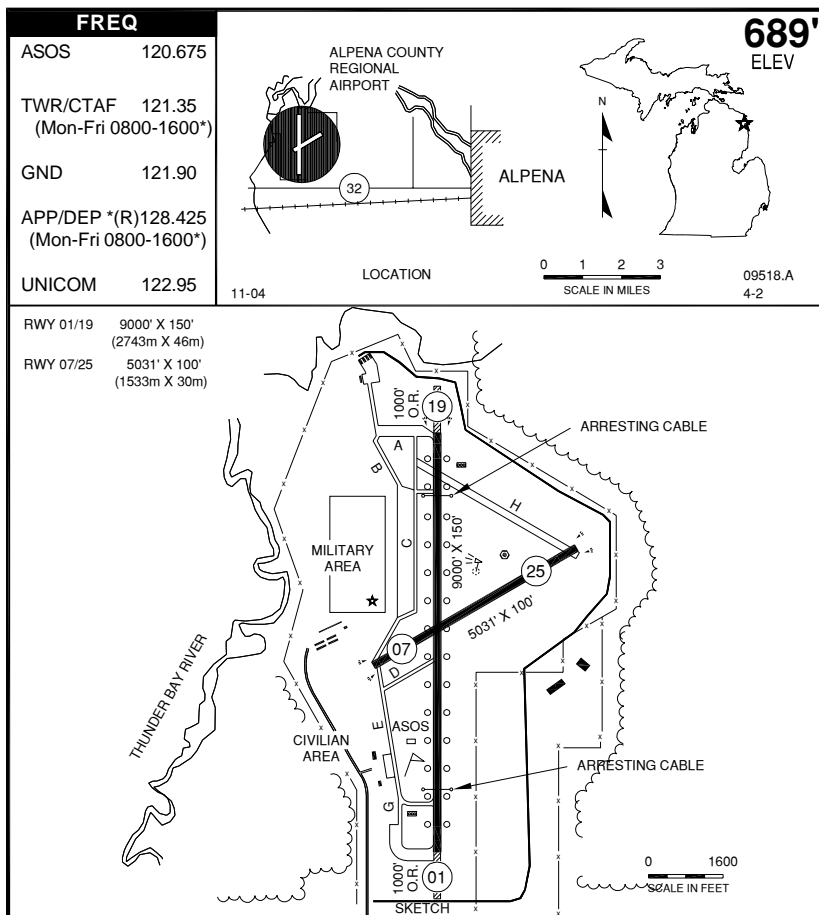 FREQ
ASOS 120.675
TWR/CTAF 121.35
(Mon-Fri 0800-1600*)
GND 121.90
APP/DEP *(R)128.425
(Mon-Fri 0800-1600*)
UNICOM 122.95
ALPENA COUNTY
REGIONAL
AIRPORT
32
ALPENA
LOCATION
11-04
N
689'
ELEV
0 1 2 3
SCALE IN MILES
09518.A
4-2
RWY 01/19 9000' X 150'
(2743m X 46m)
RWY 07/25 5031' X 100'
(1533m X 30m)
1000'
O.R.
19
ARRESTING CABLE
A
B
H
MILITARY
AREA
C
9000' X 150'
25
5031' X 100'
07
D
THUNDER BAY RIVER
E
ASOS
CIVILIAN
AREA
ARRESTING CABLE
G
1000'
O.R.
01
0 1600
SCALE IN FEET
SKETCH